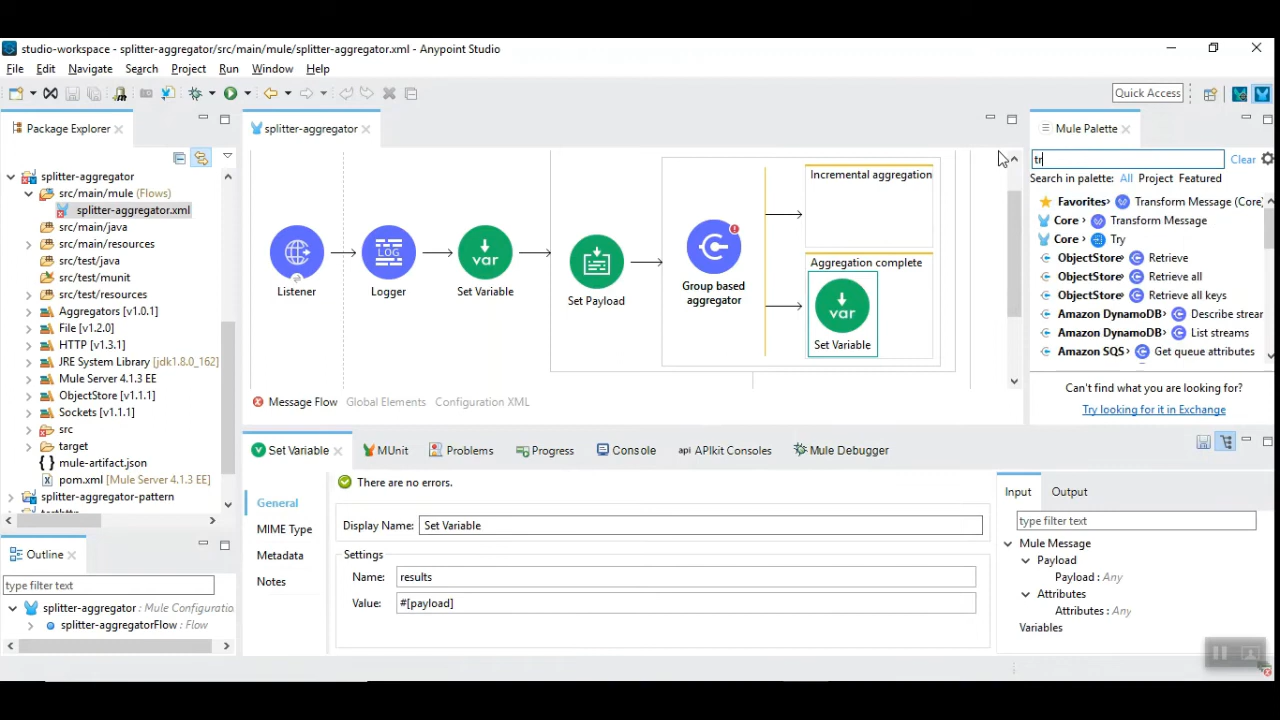 studio-workspace - splitter-aggregator/src/main/mule/splitter-aggregator.xml - Anypoint Studio
File Edit Navigate Search Project Run Window Help
Quick Access
Package Explorer
splitter-aggregator
src/main/mule (Flows)
splitter-aggregator.xml
src/main/java
src/main/resources
src/test/java
src/test/munit
src/test/resources
Aggregators [v1.0.1]
File [v1.2.0]
HTTP [v1.3.1]
JRE System Library [jdk1.8.0_162]
Mule Server 4.1.3 EE
ObjectStore [v1.1.1]
Sockets [v1.1.1]
src
target
mule-artifact.json
pom.xml [Mule Server 4.1.3 EE]
splitter-aggregator-pattern
Outline
type filter text
splitter-aggregator : Mule Configuratio
splitter-aggregatorFlow : Flow
splitter-aggregator
Listener
LOG
Logger
var
Set Variable
Set Payload
Group based aggregator
Incremental aggregation
Aggregation complete
var
Set Variable
Message Flow Global Elements Configuration XML
Mule Palette
tr
Clear
Search in palette: All Project Featured
Favorites› Transform Message (Core)
Core › Transform Message
Core › Try
ObjectStore Retrieve
ObjectStore Retrieve all
ObjectStore Retrieve all keys
Amazon DynamoDB› Describe strear
Amazon DynamoDB› List streams
Amazon SQS› Get queue attributes
Can't find what you are looking for?
Try looking for it in Exchange
Set Variable MUnit Problems Progress Console api APIkit Consoles Mule Debugger
General
MIME Type
Metadata
Notes
There are no errors.
Display Name: Set Variable
Settings
Name: results
Value: #[payload]
Input Output
type filter text
Mule Message
Payload
Payload : Any
Attributes
Attributes : Any
Variables